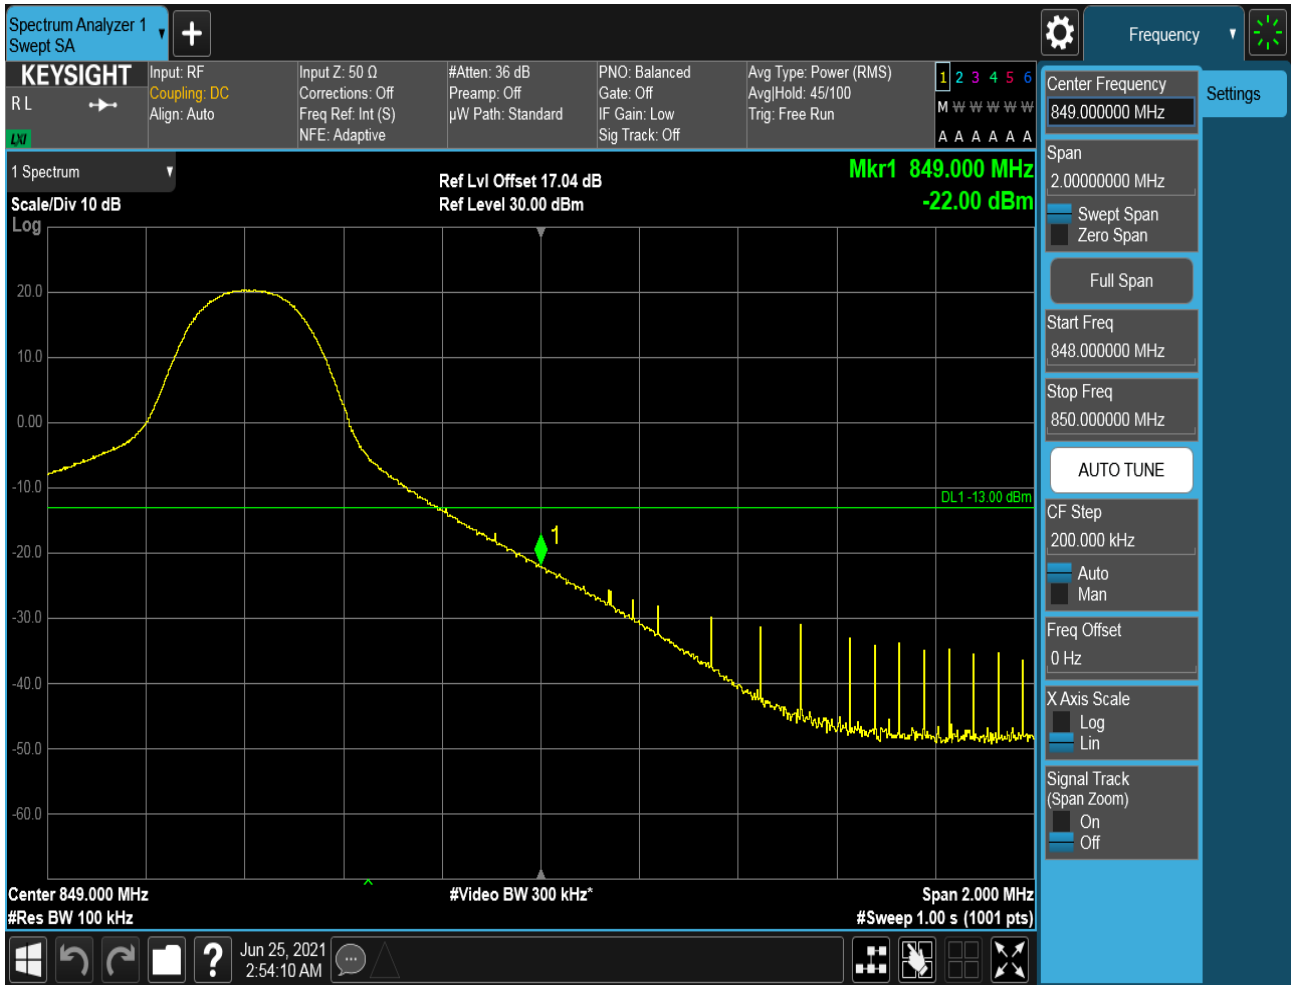 Spectrum Analyzer 1
Swept SA
Frequency
KEYSIGHT
R L
LXI
Input: RF
Coupling: DC
Align: Auto
Input Z: 50 Ω
Corrections: Off
Freq Ref: Int (S)
NFE: Adaptive
#Atten: 36 dB
Preamp: Off
µW Path: Standard
PNO: Balanced
Gate: Off
IF Gain: Low
Sig Track: Off
Avg Type: Power (RMS)
Avg|Hold: 45/100
Trig: Free Run
1 2 3 4 5 6
M W W W W W
A A A A A A
1 Spectrum
Scale/Div 10 dB
Log
Ref Lvl Offset 17.04 dB
Ref Level 30.00 dBm
Mkr1 849.000 MHz
-22.00 dBm
20.0
10.0
0.00
-10.0
-20.0
-30.0
-40.0
-50.0
-60.0
DL1 -13.00 dBm
1
Center 849.000 MHz
#Res BW 100 kHz
#Video BW 300 kHz*
Span 2.000 MHz
#Sweep 1.00 s (1001 pts)
Center Frequency
849.000000 MHz
Settings
Span
2.00000000 MHz
Swept Span
Zero Span
Full Span
Start Freq
848.000000 MHz
Stop Freq
850.000000 MHz
AUTO TUNE
CF Step
200.000 kHz
Auto
Man
Freq Offset
0 Hz
X Axis Scale
Log
Lin
Signal Track
(Span Zoom)
On
Off
?
Jun 25, 2021
2:54:10 AM